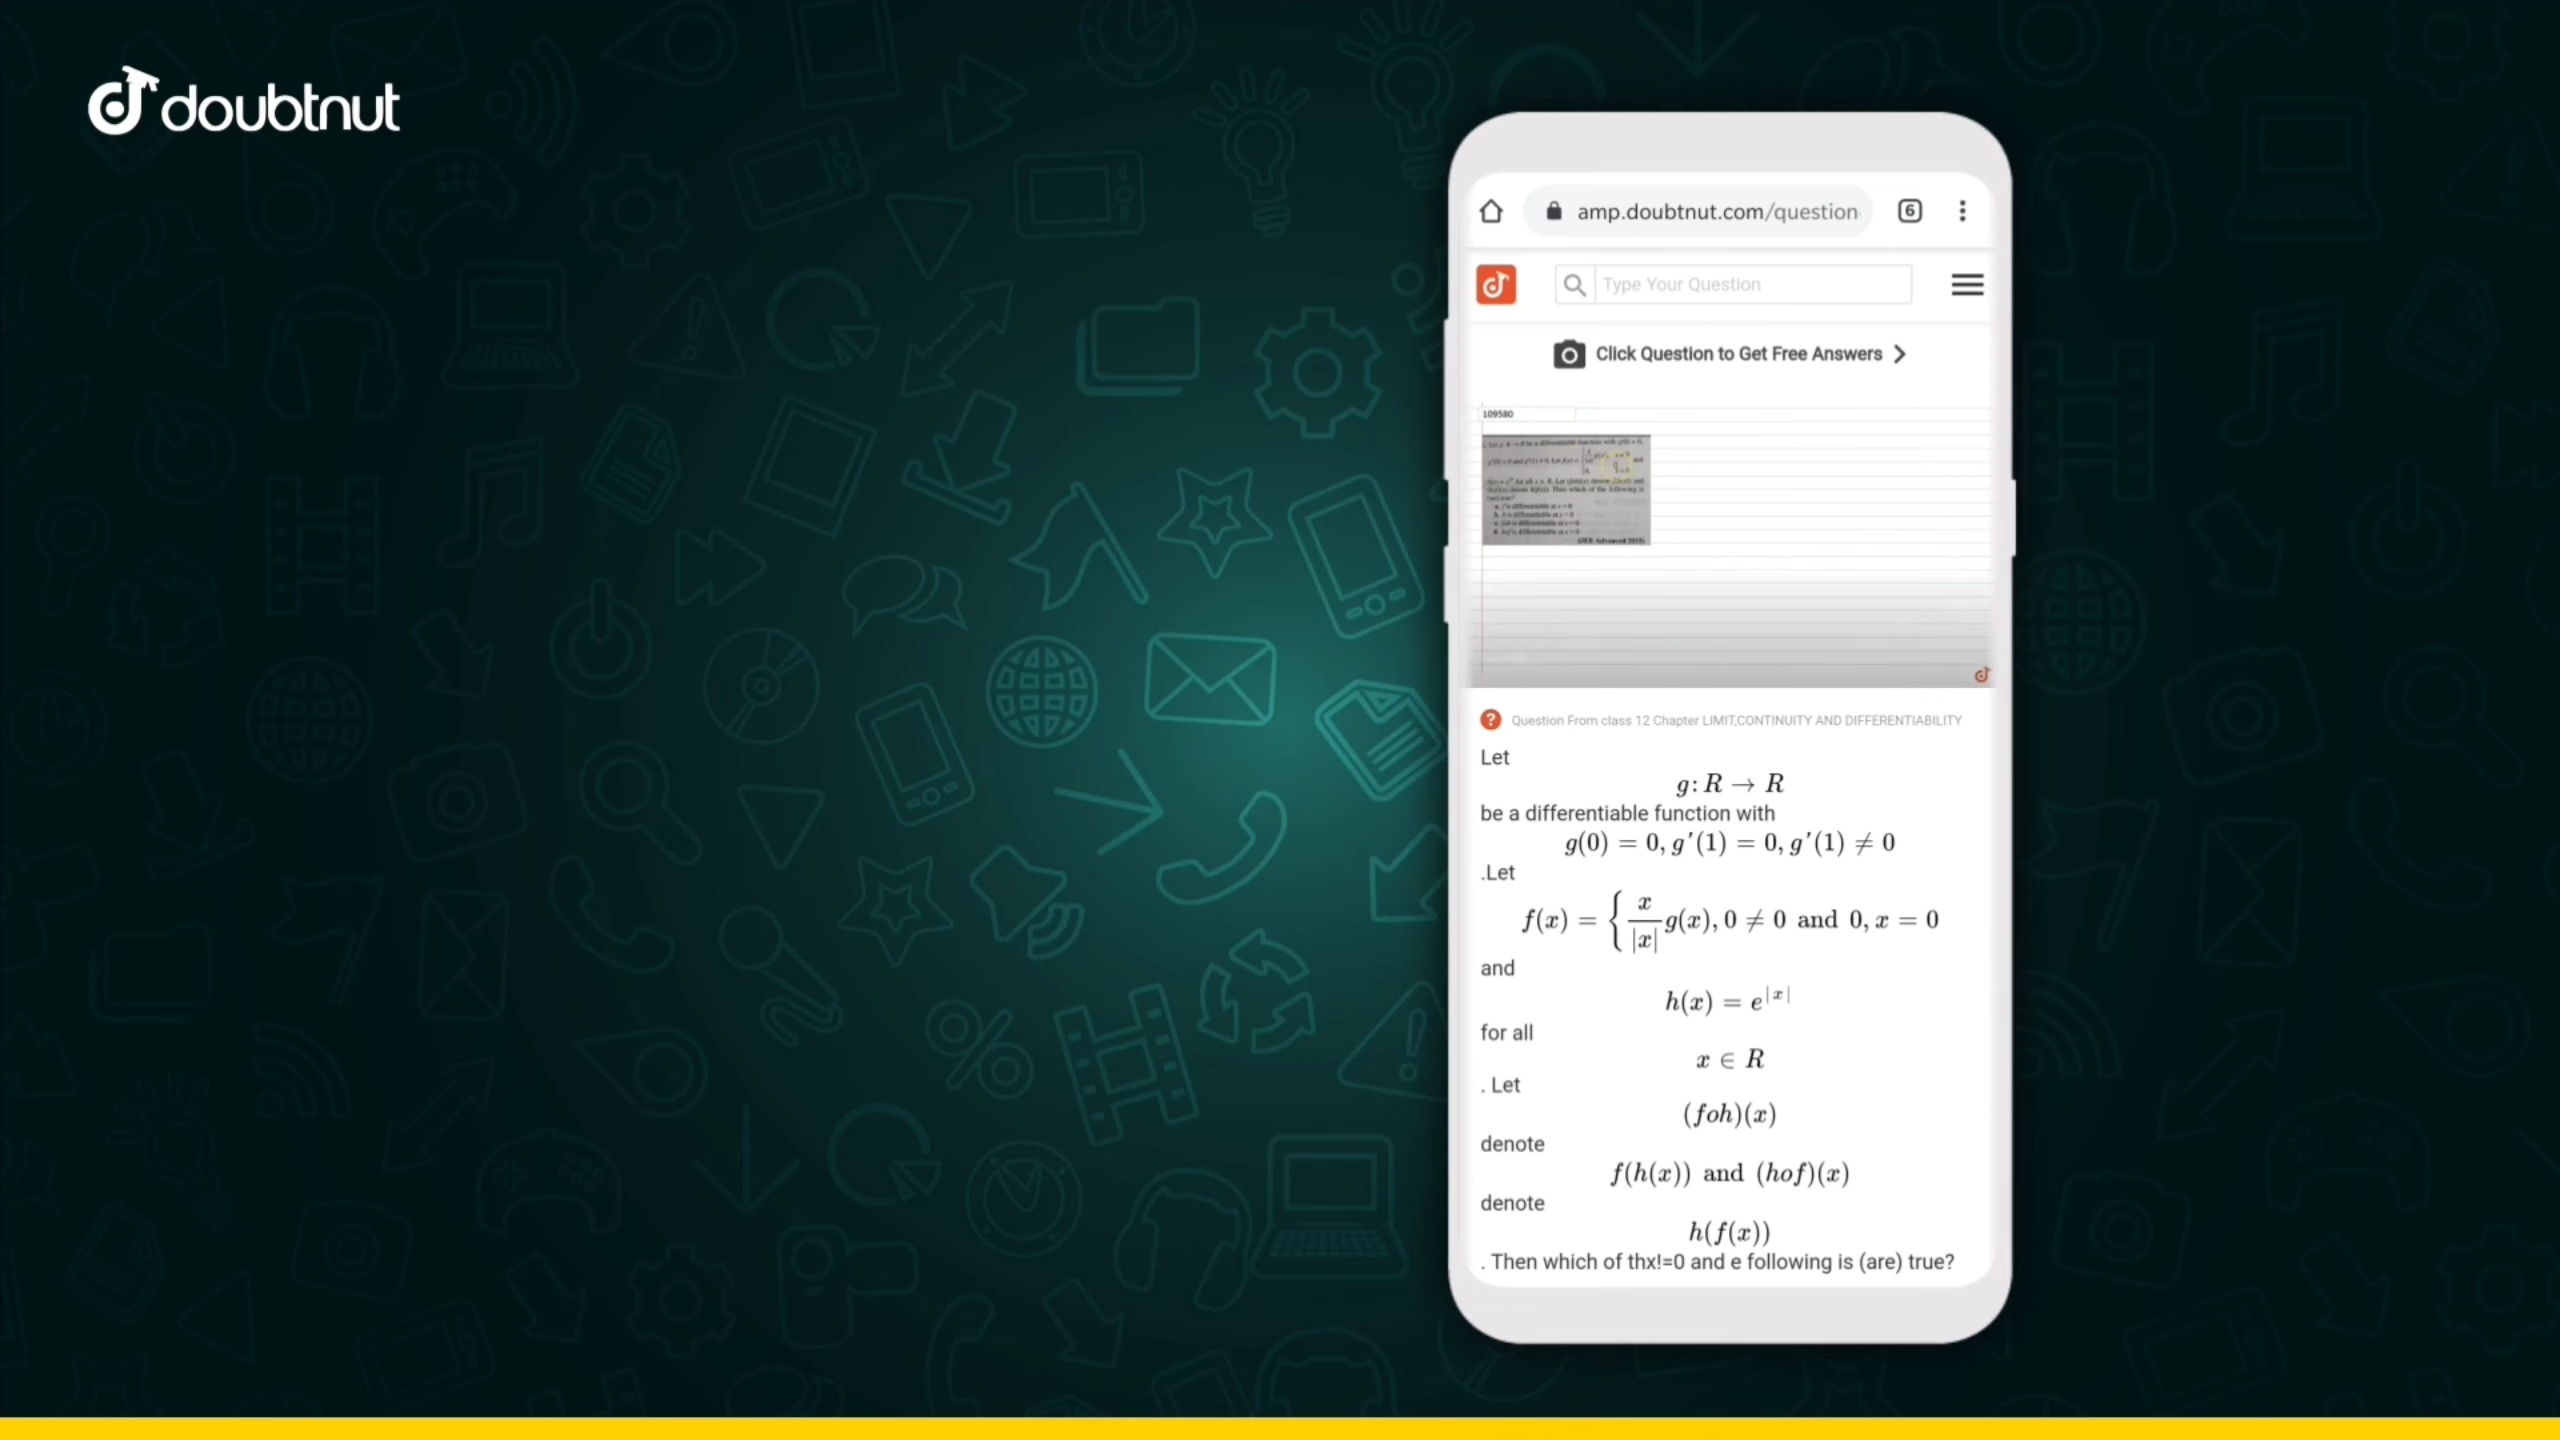 doubtnut
amp.doubtnut.com/question
6
Type Your Question
Click Question to Get Free Answers
109580
(JEE Advanced 2015)
Question From class 12 Chapter LIMIT,CONTINUITY AND DIFFERENTIABILITY
Let
g: R → R
be a differentiable function with
g(0) = 0, g′(1) = 0, g′(1) ≠ 0
.Let
f(x) = { x/|x| g(x), 0 ≠ 0 and 0, x = 0
and
h(x) = e^|x|
for all
x ∈ R
. Let
(foh)(x)
denote
f(h(x)) and (hof)(x)
denote
h(f(x))
. Then which of thx!=0 and e following is (are) true?